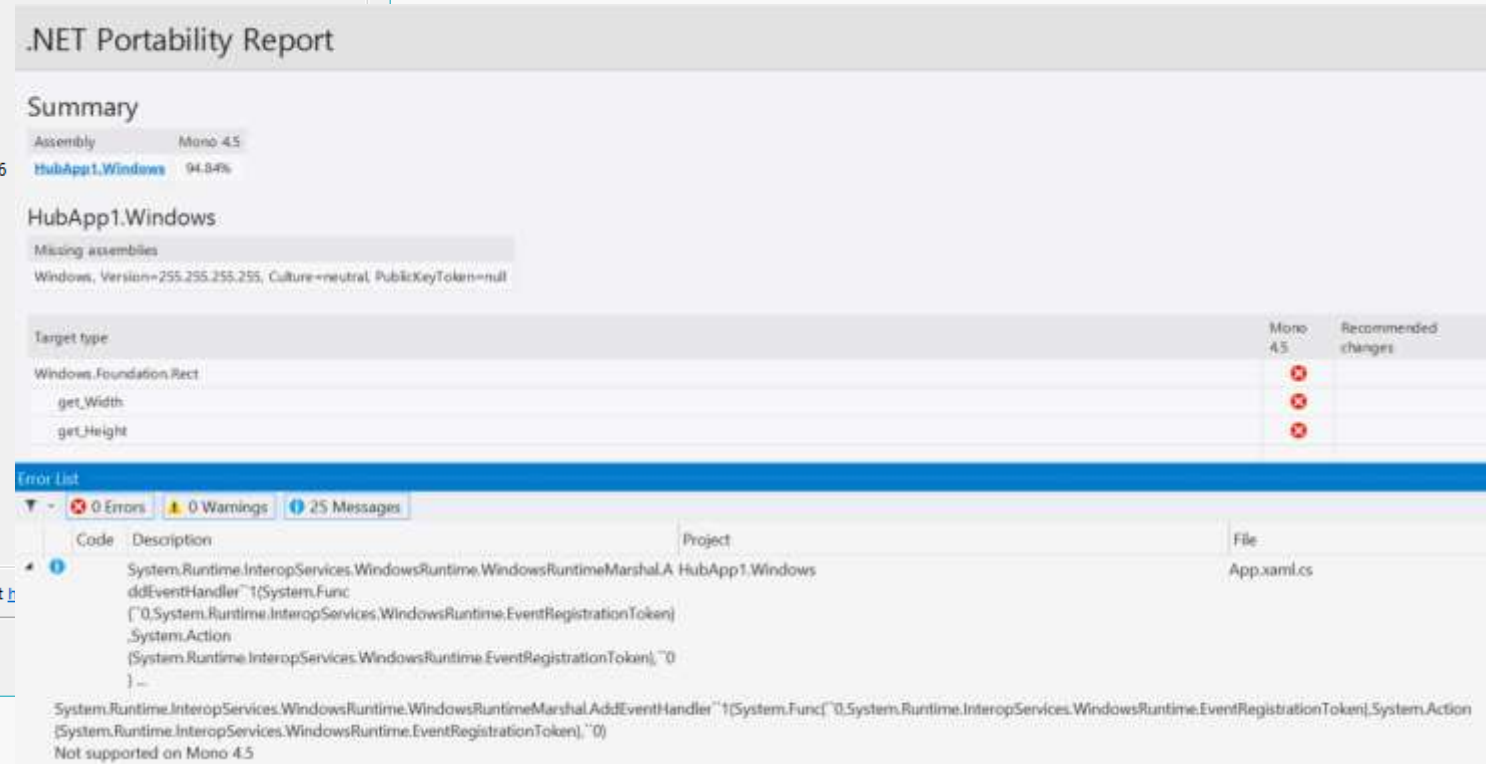 .NET Portability Report
Summary
Assembly Mono 4.5
6 HubApp1.Windows 94.84%
HubApp1.Windows
Missing assemblies
Windows, Version=255.255.255.255, Culture=neutral, PublicKeyToken=null
Target type Mono 4.5 Recommended changes
Windows.Foundation.Rect
get_Width
get_Height
Error List
0 Errors 0 Warnings 25 Messages
Code Description Project File
System.Runtime.InteropServices.WindowsRuntime.WindowsRuntimeMarshal.A HubApp1.Windows App.xaml.cs
ddEventHandler``1(System.Func
t h {``0,System.Runtime.InteropServices.WindowsRuntime.EventRegistrationToken}
,System.Action
{System.Runtime.InteropServices.WindowsRuntime.EventRegistrationToken},``0
) ...
System.Runtime.InteropServices.WindowsRuntime.WindowsRuntimeMarshal.AddEventHandler``1(System.Func{``0,System.Runtime.InteropServices.WindowsRuntime.EventRegistrationToken},System.Action
{System.Runtime.InteropServices.WindowsRuntime.EventRegistrationToken},``0)
Not supported on Mono 4.5